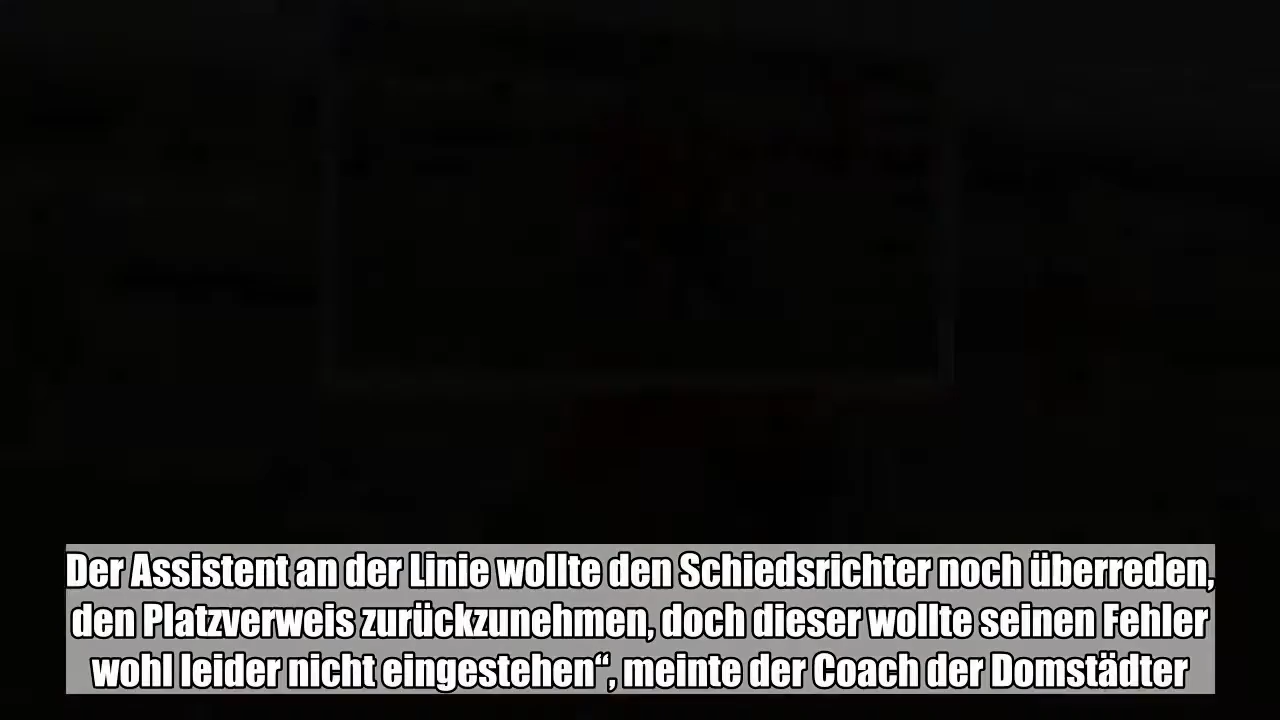 Der Assistent an der Linie wollte den Schiedsrichter noch überreden,
den Platzverweis zurückzunehmen, doch dieser wollte seinen Fehler
wohl leider nicht eingestehen“, meinte der Coach der Domstädter